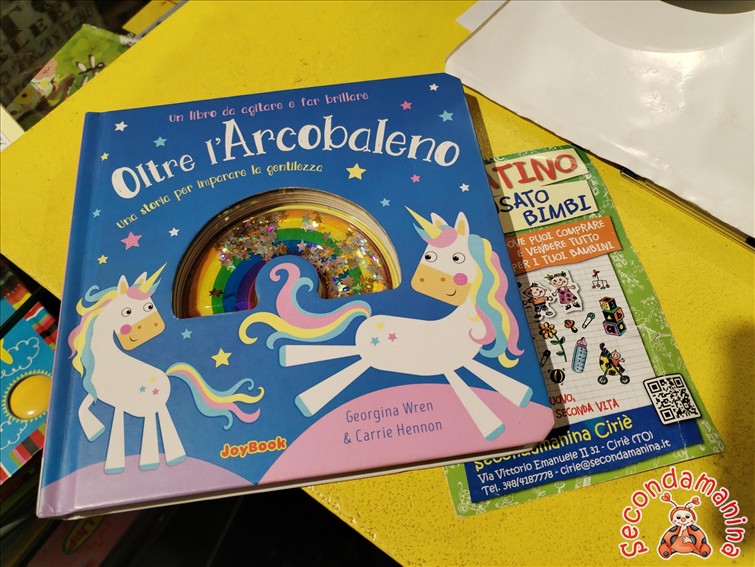 Un libro da agitare e far brillare
Oltre l'Arcobaleno
Una storia per imparare la gentilezza
Georgina Wren
& Carrie Hennon
JoyBook
TINO
SATO
BIMBI
OVE PUOI COMPRARE
E VENDERE TUTTO
PER I TUOI BAMBINI
SECONDA VITA
Secondamanina Ciriè
Via Vittorio Emanuele II 31 - Ciriè (TO)
Tel. 348/4187778 - cirie@secondamanina.it
Secondamanina